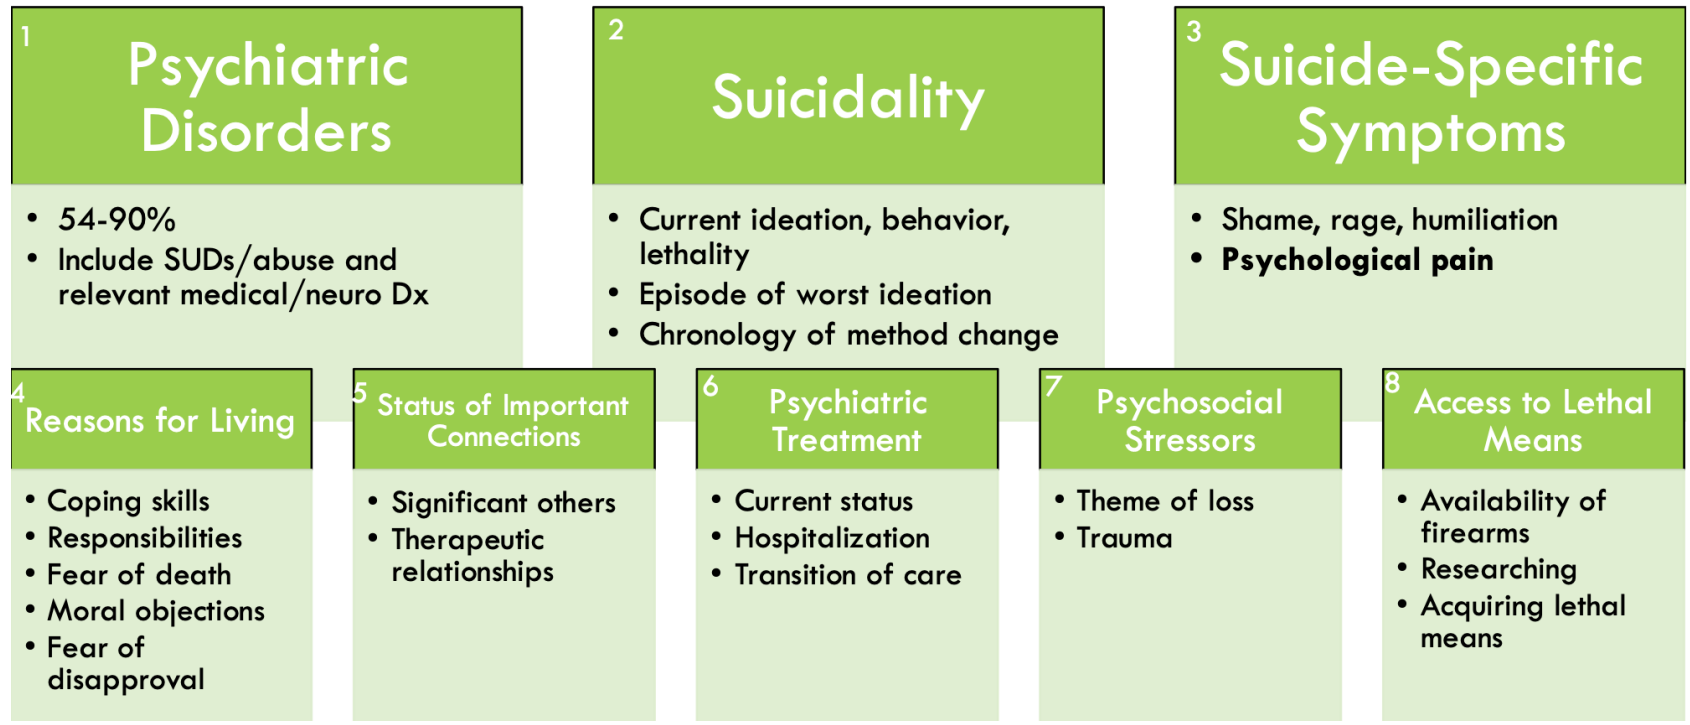 1
Psychiatric
Disorders
• 54-90%
• Include SUDs/abuse and
relevant medical/neuro Dx
2
Suicidality
• Current ideation, behavior,
lethality
• Episode of worst ideation
• Chronology of method change
3
Suicide-Specific
Symptoms
• Shame, rage, humiliation
• Psychological pain
4
Reasons for Living
• Coping skills
• Responsibilities
• Fear of death
• Moral objections
• Fear of
disapproval
5
Status of Important
Connections
• Significant others
• Therapeutic
relationships
6
Psychiatric
Treatment
• Current status
• Hospitalization
• Transition of care
7
Psychosocial
Stressors
• Theme of loss
• Trauma
8
Access to Lethal
Means
• Availability of
firearms
• Researching
• Acquiring lethal
means